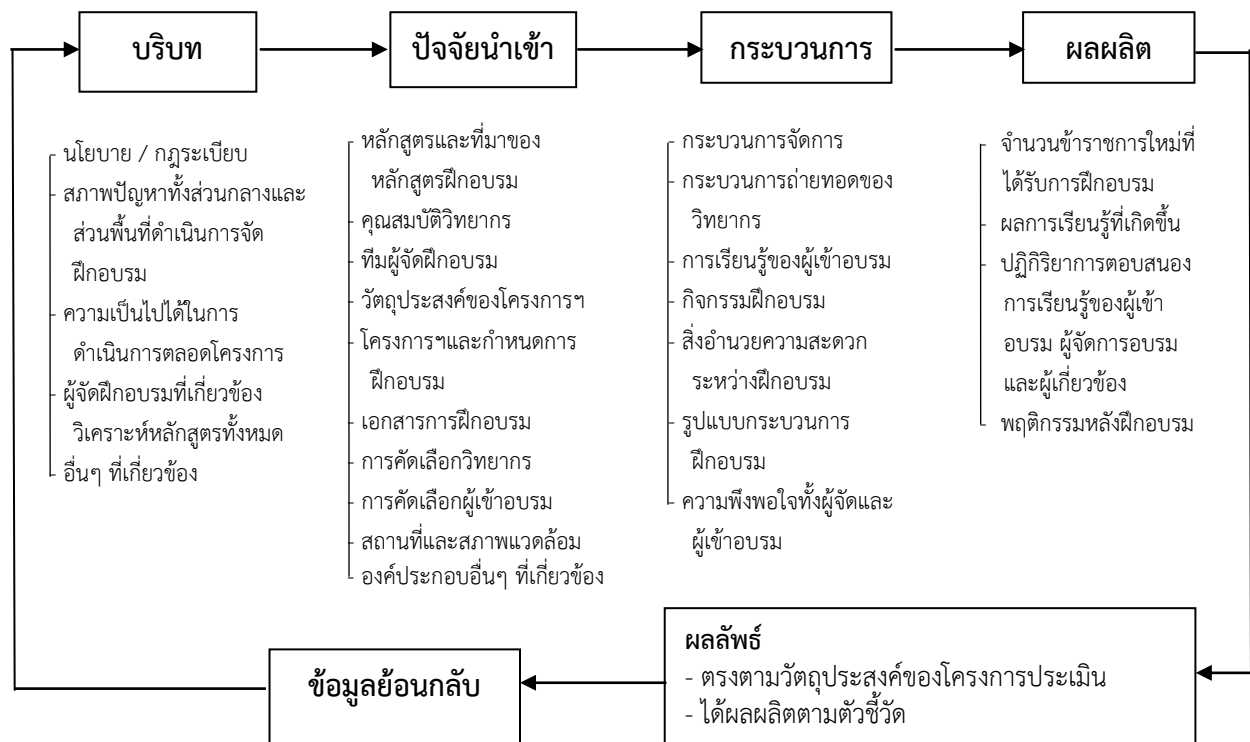 บริบท
ปัจจัยนำเข้า
กระบวนการ
ผลผลิต
นโยบาย / กฎระเบียบ
สภาพปัญหาทั้งส่วนกลางและ
ส่วนพื้นที่ดำเนินการจัด
ฝึกอบรม
ความเป็นไปได้ในการ
ดำเนินการตลอดโครงการ
ผู้จัดฝึกอบรมที่เกี่ยวข้อง
วิเคราะห์หลักสูตรทั้งหมด
อื่นๆ ที่เกี่ยวข้อง
หลักสูตรและที่มาของ
หลักสูตรฝึกอบรม
คุณสมบัติวิทยากร
ทีมผู้จัดฝึกอบรม
วัตถุประสงค์ของโครงการฯ
โครงการฯและกำหนดการ
ฝึกอบรม
เอกสารการฝึกอบรม
การคัดเลือกวิทยากร
การคัดเลือกผู้เข้าอบรม
สถานที่และสภาพแวดล้อม
องค์ประกอบอื่นๆ ที่เกี่ยวข้อง
กระบวนการจัดการ
กระบวนการถ่ายทอดของ
วิทยากร
การเรียนรู้ของผู้เข้าอบรม
กิจกรรมฝึกอบรม
สิ่งอำนวยความสะดวก
ระหว่างฝึกอบรม
รูปแบบกระบวนการ
ฝึกอบรม
ความพึงพอใจทั้งผู้จัดและ
ผู้เข้าอบรม
จำนวนข้าราชการใหม่ที่
ได้รับการฝึกอบรม
ผลการเรียนรู้ที่เกิดขึ้น
ปฏิกิริยาการตอบสนอง
การเรียนรู้ของผู้เข้า
อบรม ผู้จัดการอบรม
และผู้เกี่ยวข้อง
พฤติกรรมหลังฝึกอบรม
ผลลัพธ์
- ตรงตามวัตถุประสงค์ของโครงการประเมิน
- ได้ผลผลิตตามตัวชี้วัด
ข้อมูลย้อนกลับ